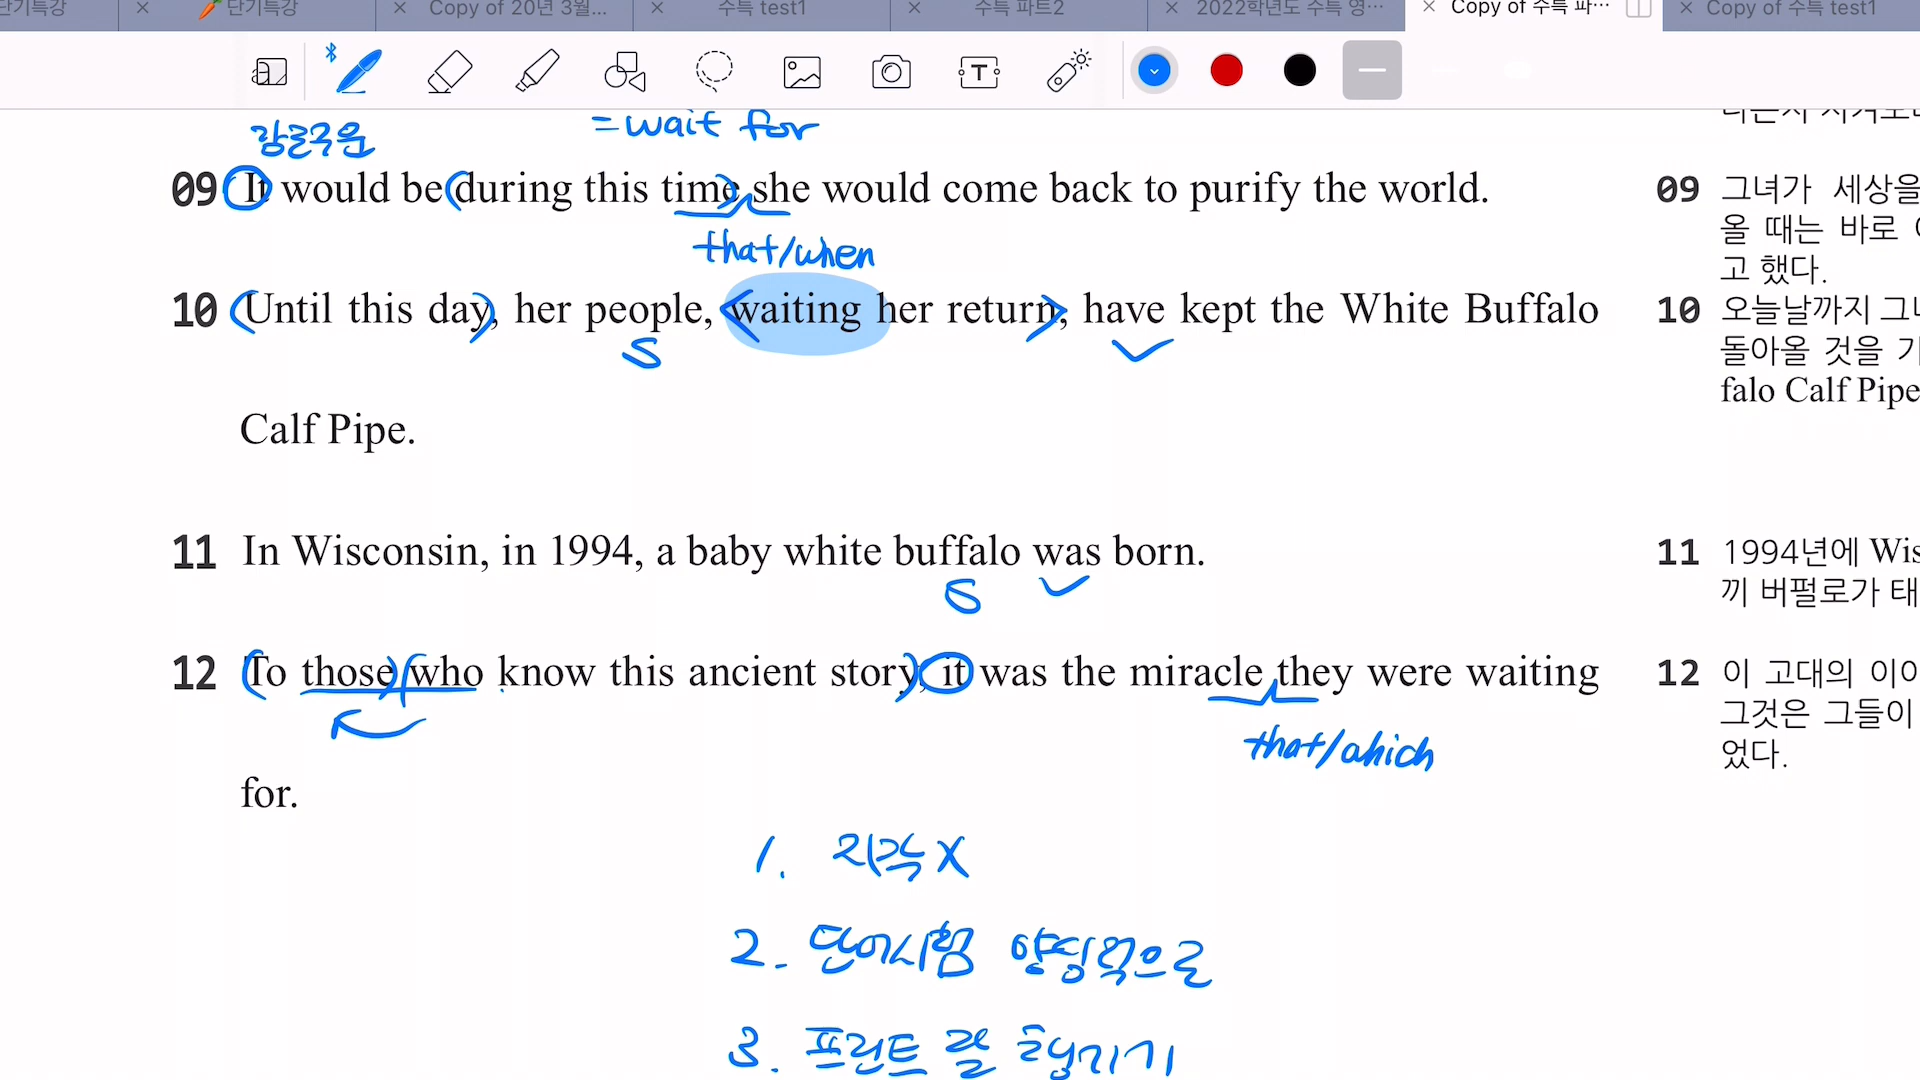 단기특강
× 🥕단기특강
× Copy of 20년 3월...
× 수특 test1
× 수특 파트2
× 2022학년도 수특 영...
× Copy of 수특 파...
× Copy of 수특 test1
강조구문
= wait for
09 It would be during this time she would come back to purify the world.
that/when
10 Until this day, her people, waiting her return, have kept the White Buffalo
S
Calf Pipe.
11 In Wisconsin, in 1994, a baby white buffalo was born.
S
12 To those who know this ancient story, it was the miracle they were waiting
that/which
for.
1. 지각X
2. 단어시험 양심적으로
3. 프린트 잘 챙기기
09 그녀가 세상을
올 때는 바로
고 했다.
10 오늘날까지 그
돌아올 것을
falo Calf Pipe
11 1994년에 Wis
끼 버펄로가 태
12 이 고대의 이
그것은 그들이
었다.